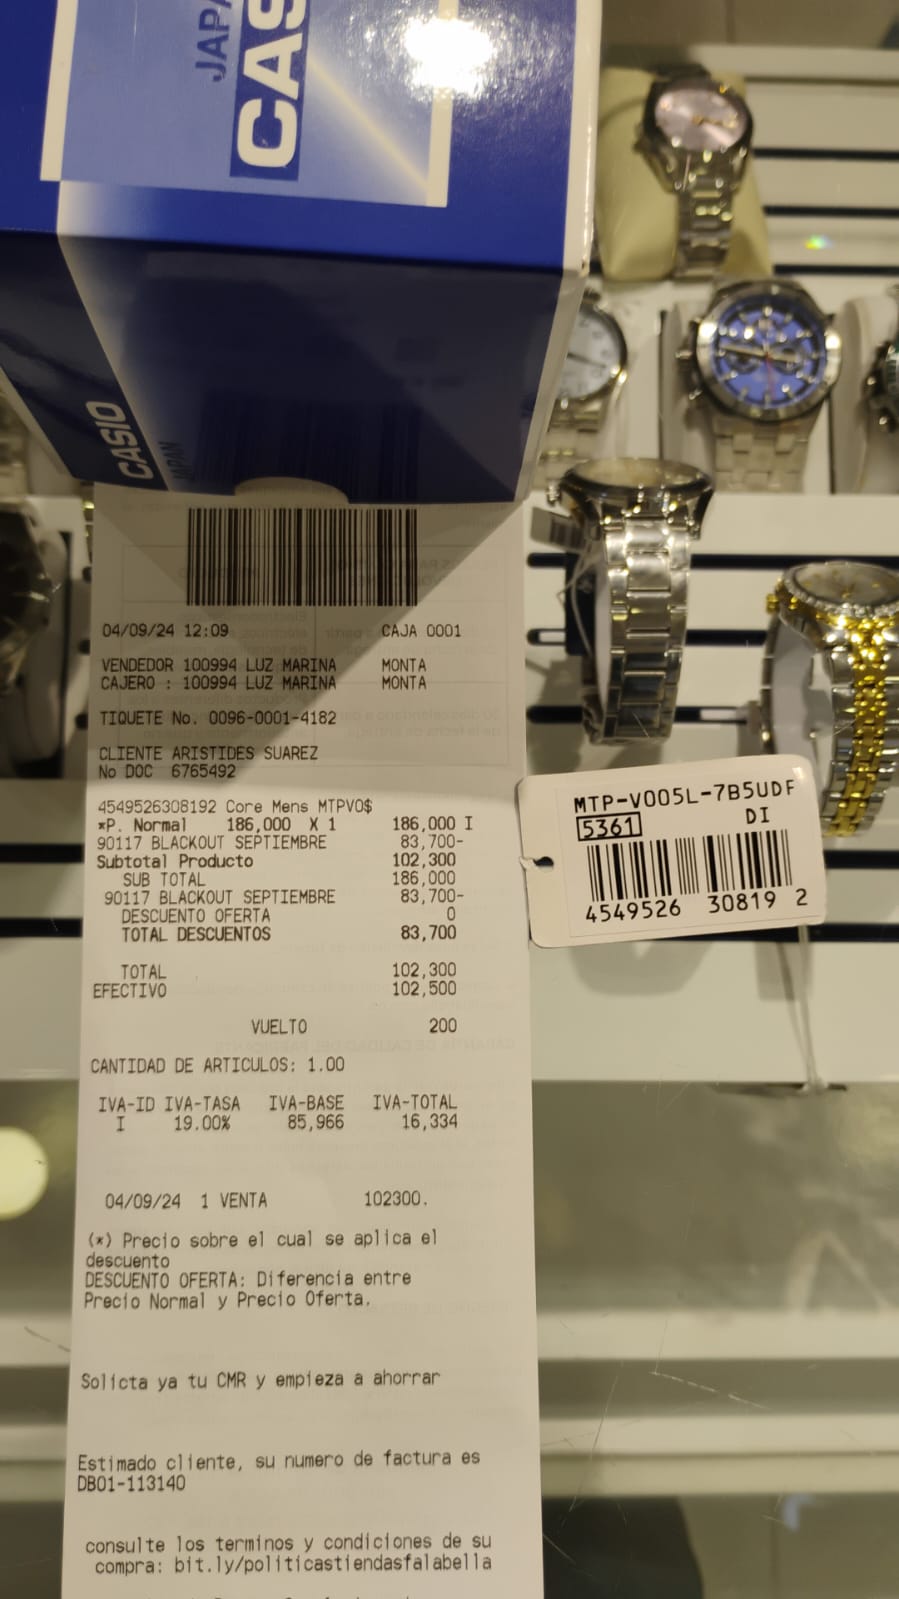 CASIO
JAPAN
04/09/24 12:09 CAJA 0001
VENDEDOR 100994 LUZ MARINA MONTA
CAJERO : 100994 LUZ MARINA MONTA
TIQUETE No. 0096-0001-4182
CLIENTE ARISTIDES SUAREZ
No DOC 6765492
4549526308192 Core Mens MTPV0$
*P. Normal 186,000 X 1 186,000 I
90117 BLACKOUT SEPTIEMBRE 83,700-
Subtotal Producto 102,300
SUB TOTAL 186,000
90117 BLACKOUT SEPTIEMBRE 83,700-
DESCUENTO OFERTA 0
TOTAL DESCUENTOS 83,700
TOTAL 102,300
EFECTIVO 102,500
VUELTO 200
CANTIDAD DE ARTICULOS: 1.00
IVA-ID IVA-TASA IVA-BASE IVA-TOTAL
I 19.00% 85,966 16,334
04/09/24 1 VENTA 102300.
(*) Precio sobre el cual se aplica el
descuento
DESCUENTO OFERTA: Diferencia entre
Precio Normal y Precio Oferta.
Solicta ya tu CMR y empieza a ahorrar
Estimado cliente, su numero de factura es
DB01-113140
consulte los terminos y condiciones de su
compra: bit.ly/politicastiendasfalabella
MTP-V005L-7B5UDF
5361 DI
4549526 30819 2